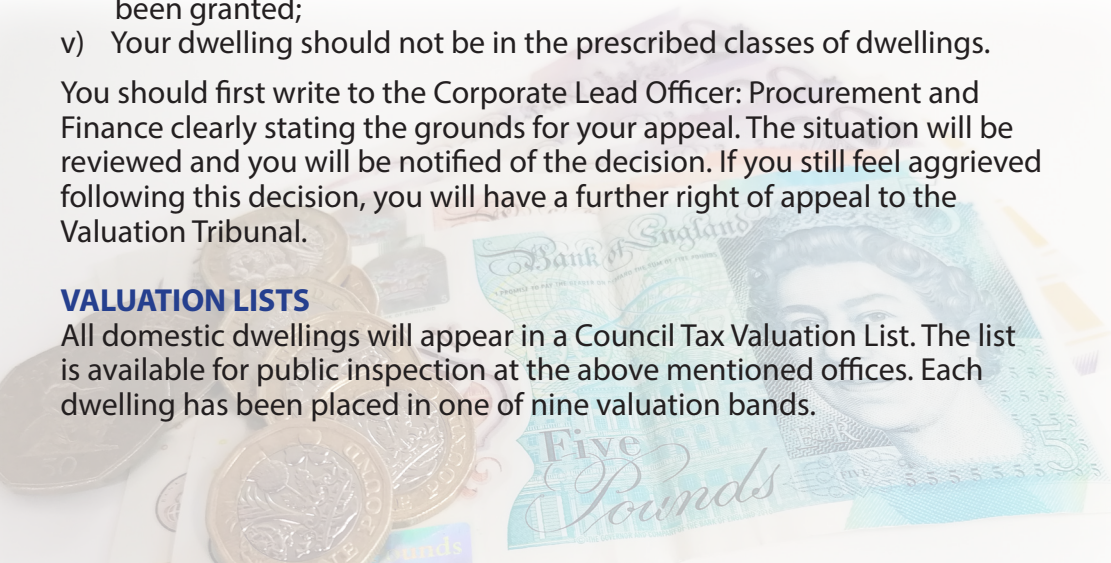 been granted;
v) Your dwelling should not be in the prescribed classes of dwellings.
You should first write to the Corporate Lead Officer: Procurement and
Finance clearly stating the grounds for your appeal. The situation will be
reviewed and you will be notified of the decision. If you still feel aggrieved
following this decision, you will have a further right of appeal to the
Valuation Tribunal.
VALUATION LISTS
All domestic dwellings will appear in a Council Tax Valuation List. The list
is available for public inspection at the above mentioned offices. Each
dwelling has been placed in one of nine valuation bands.
Bank of England
Five
Pounds